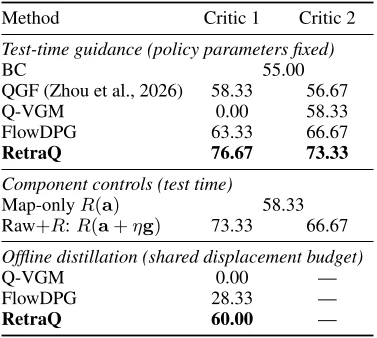 Method Critic 1 Critic 2
Test-time guidance (policy parameters fixed)
BC 55.00
QGF (Zhou et al., 2026) 58.33 56.67
Q-VGM 0.00 58.33
FlowDPG 63.33 66.67
RetraQ 76.67 73.33
Component controls (test time)
Map-only R(a) 58.33
Raw+R: R(a + ηg) 73.33 66.67
Offline distillation (shared displacement budget)
Q-VGM 0.00 —
FlowDPG 28.33 —
RetraQ 60.00 —